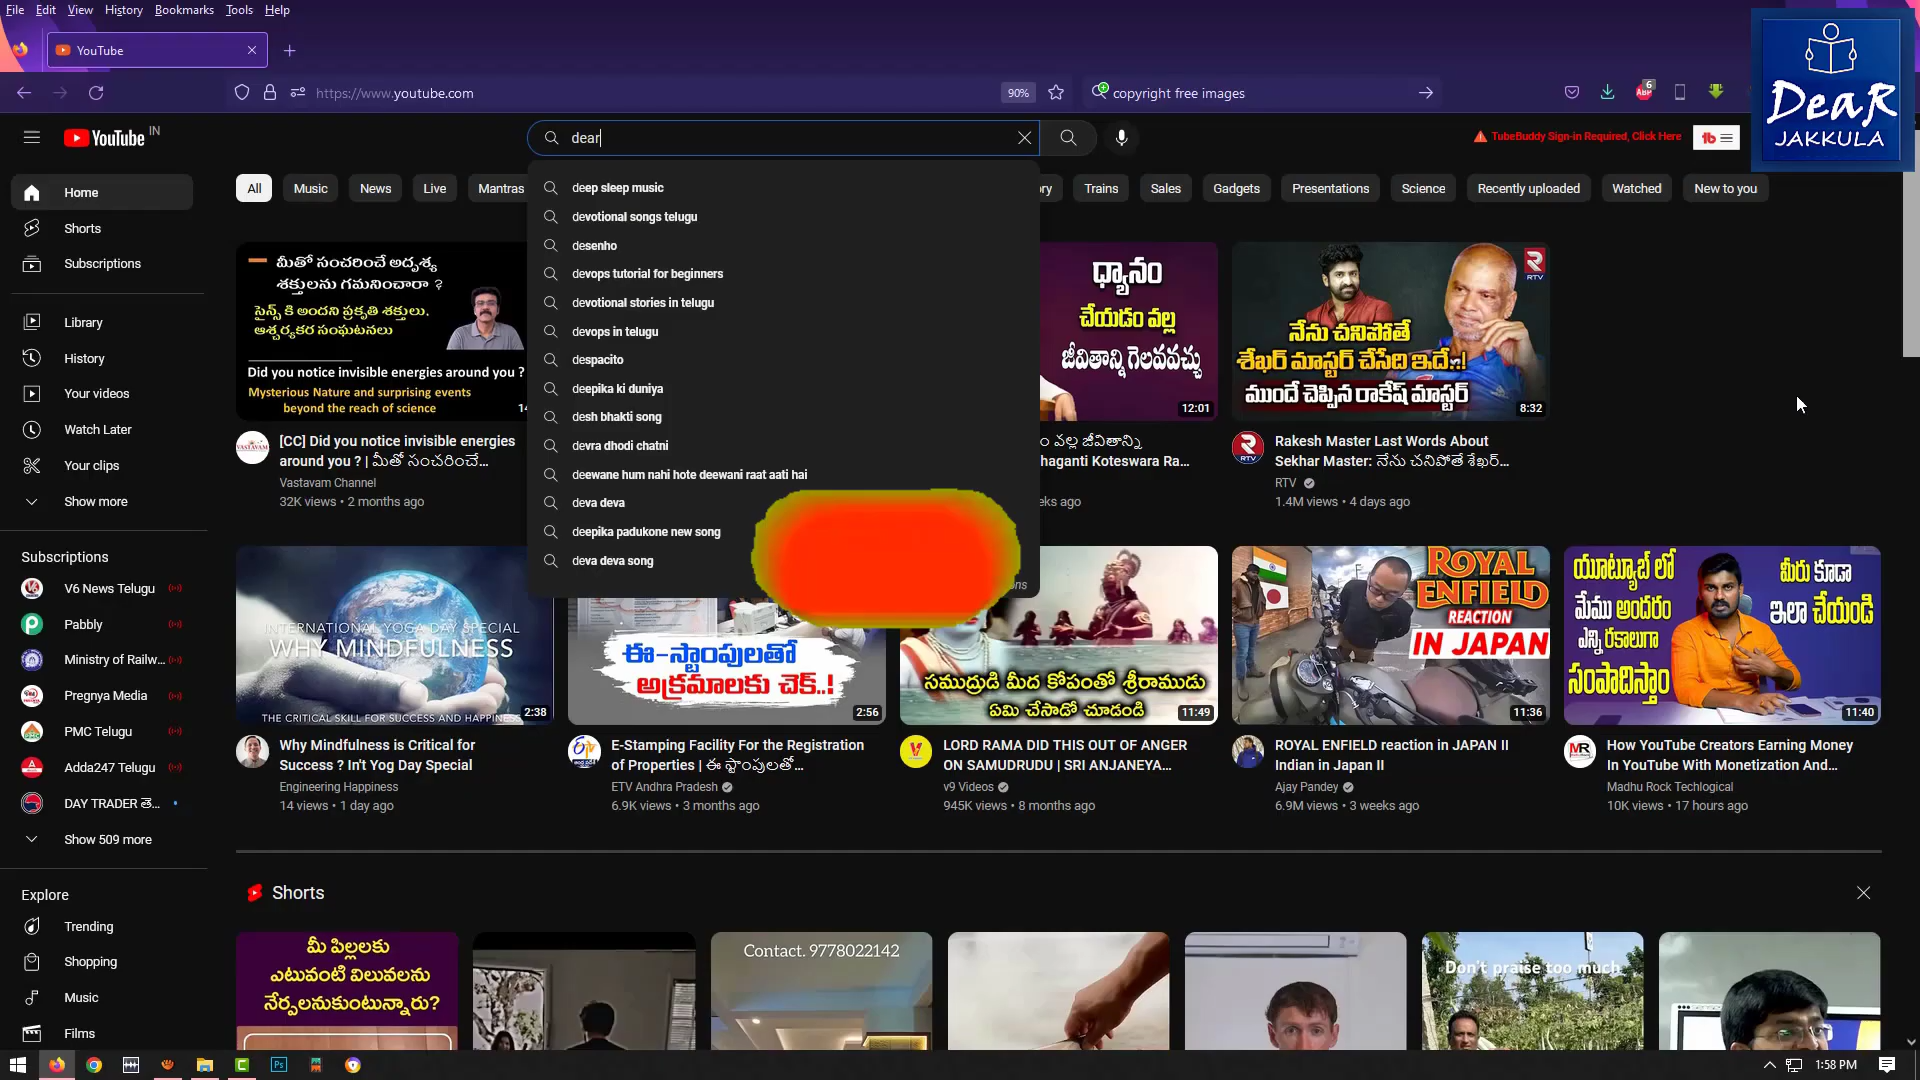 File Edit View History Bookmarks Tools Help
YouTube
https://www.youtube.com
90%
copyright free images
6
ABP
DeaR
JAKKULA
YouTube IN
dear
TubeBuddy Sign-in Required, Click Here
tb
All
Music
News
Live
Mantras
Trains
Sales
Gadgets
Presentations
Science
Recently uploaded
Watched
New to you
deep sleep music
devotional songs telugu
desenho
devops tutorial for beginners
devotional stories in telugu
devops in telugu
despacito
deepika ki duniya
desh bhakti song
devra dhodi chatni
deewane hum nahi hote deewani raat aati hai
deva deva
deepika padukone new song
deva deva song
Home
Shorts
Subscriptions
Library
History
Your videos
Watch Later
Your clips
Show more
Subscriptions
V6 News Telugu
Pabbly
Ministry of Railw...
Pregnya Media
PMC Telugu
Adda247 Telugu
DAY TRADER తె...
Show 509 more
Explore
Trending
Shopping
Music
Films
మీతో సంచరించే అదృశ్య
శక్తులను గమనించారా ?
సైన్స్ కి అందని ప్రకృతి శక్తులు.
ఆశ్చర్యకర సంఘటనలు
Did you notice invisible energies around you ?
Mysterious Nature and surprising events
beyond the reach of science
[CC] Did you notice invisible energies
around you ? | మీతో సంచరించే...
Vastavam Channel
32K views • 2 months ago
ధ్యానం
చేయడం వల్ల
జీవితాన్ని గెలవవచ్చు
12:01
వల్ల జీవితాన్ని
haganti Koteswara Ra...
ks ago
RTV
నేను చనిపోతే
శేఖర్ మాస్టర్ చేసేది ఇదే..!
ముందే చెప్పిన రాకేష్ మాస్టర్
8:32
Rakesh Master Last Words About
Sekhar Master: నేను చనిపోతే శేఖర్...
RTV
1.4M views • 4 days ago
INTERNATIONAL YOGA DAY SPECIAL
WHY MINDFULNESS
THE CRITICAL SKILL FOR SUCCESS AND HAPPINESS
2:38
Why Mindfulness is Critical for
Success ? In't Yog Day Special
Engineering Happiness
14 views • 1 day ago
ఈ-స్టాంపులతో
అక్రమాలకు చెక్..!
2:56
E-Stamping Facility For the Registration
of Properties | ఈ స్టాంపులతో...
ETV Andhra Pradesh
6.9K views • 3 months ago
సముద్రుడి మీద కోపంతో శ్రీరాముడు
ఏమి చేసాడో చూడండి
11:49
LORD RAMA DID THIS OUT OF ANGER
ON SAMUDRUDU | SRI ANJANEYA...
v9 Videos
945K views • 8 months ago
ROYAL
ENFIELD
REACTION
IN JAPAN
11:36
ROYAL ENFIELD reaction in JAPAN II
Indian in Japan II
Ajay Pandey
6.9M views • 3 weeks ago
యూట్యూబ్ లో
మేము అందరం
ఎన్ని రకాలుగా
సంపాదిస్తాం
మీరు కూడా
ఇలా చేయండి
11:40
How YouTube Creators Earning Money
In YouTube With Monetization And...
Madhu Rock Techlogical
10K views • 17 hours ago
Shorts
మీ పిల్లలకు
ఎటువంటి విలువలను
నేర్పలనుకుంటున్నారు?
Contact. 9778022142
Don't praise too much
Ps
1:58 PM